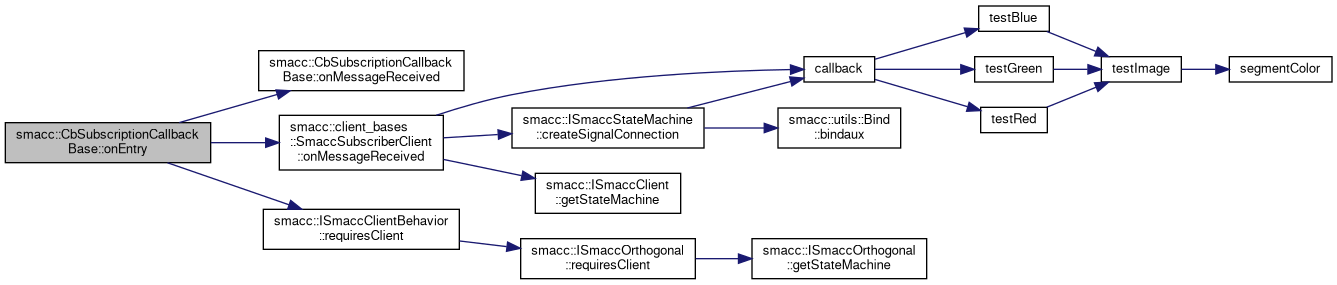 smacc::CbSubscriptionCallback
Base::onEntry
smacc::CbSubscriptionCallback
Base::onMessageReceived
smacc::client_bases
::SmaccSubscriberClient
::onMessageReceived
smacc::ISmaccClientBehavior
::requiresClient
smacc::ISmaccStateMachine
::createSignalConnection
smacc::ISmaccClient
::getStateMachine
smacc::ISmaccOrthogonal
::requiresClient
callback
smacc::utils::Bind
::bindaux
smacc::ISmaccOrthogonal
::getStateMachine
testBlue
testGreen
testRed
testImage
segmentColor